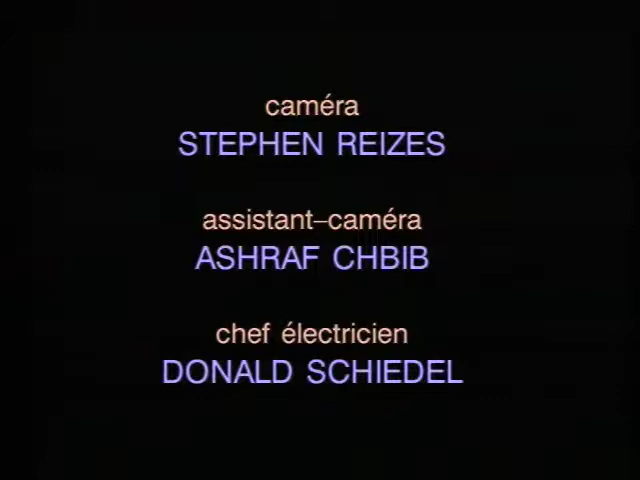 caméra
STEPHEN REIZES
assistant–caméra
ASHRAF CHBIB
chef électricien
DONALD SCHIEDEL